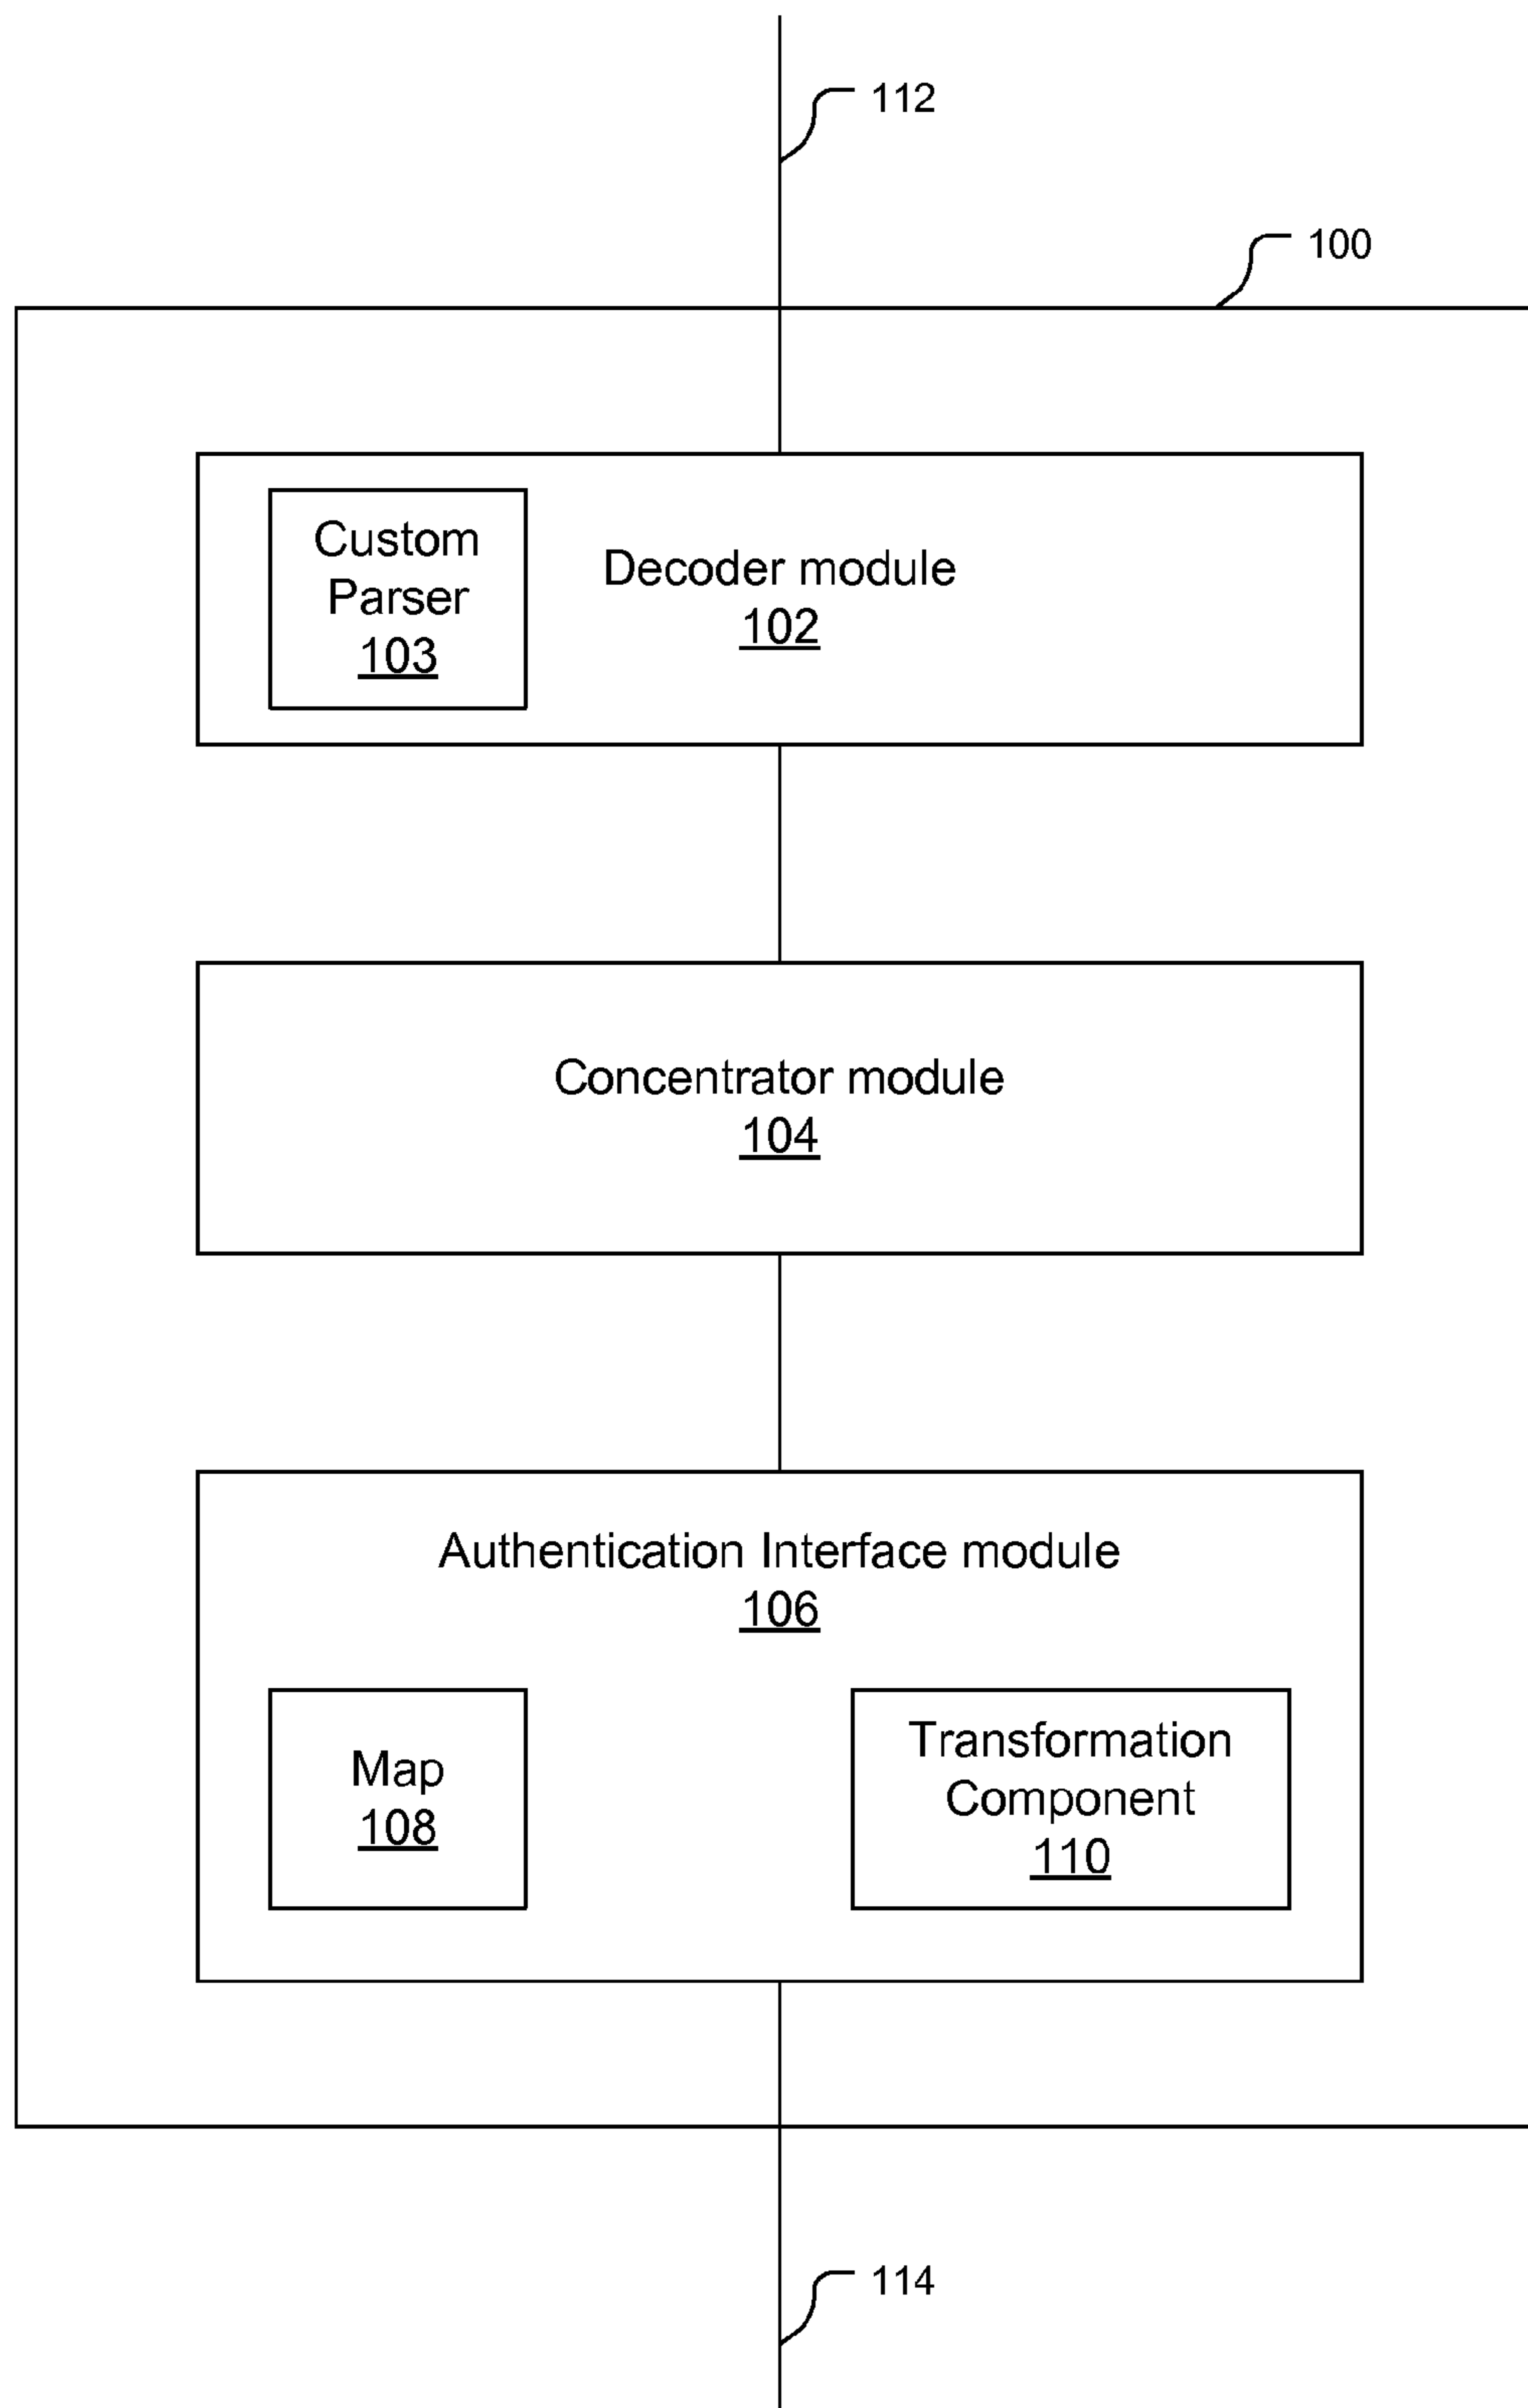 112
100
Custom
Parser
103
Decoder module
102
Concentrator module
104
Authentication Interface module
106
Map
108
Transformation
Component
110
114